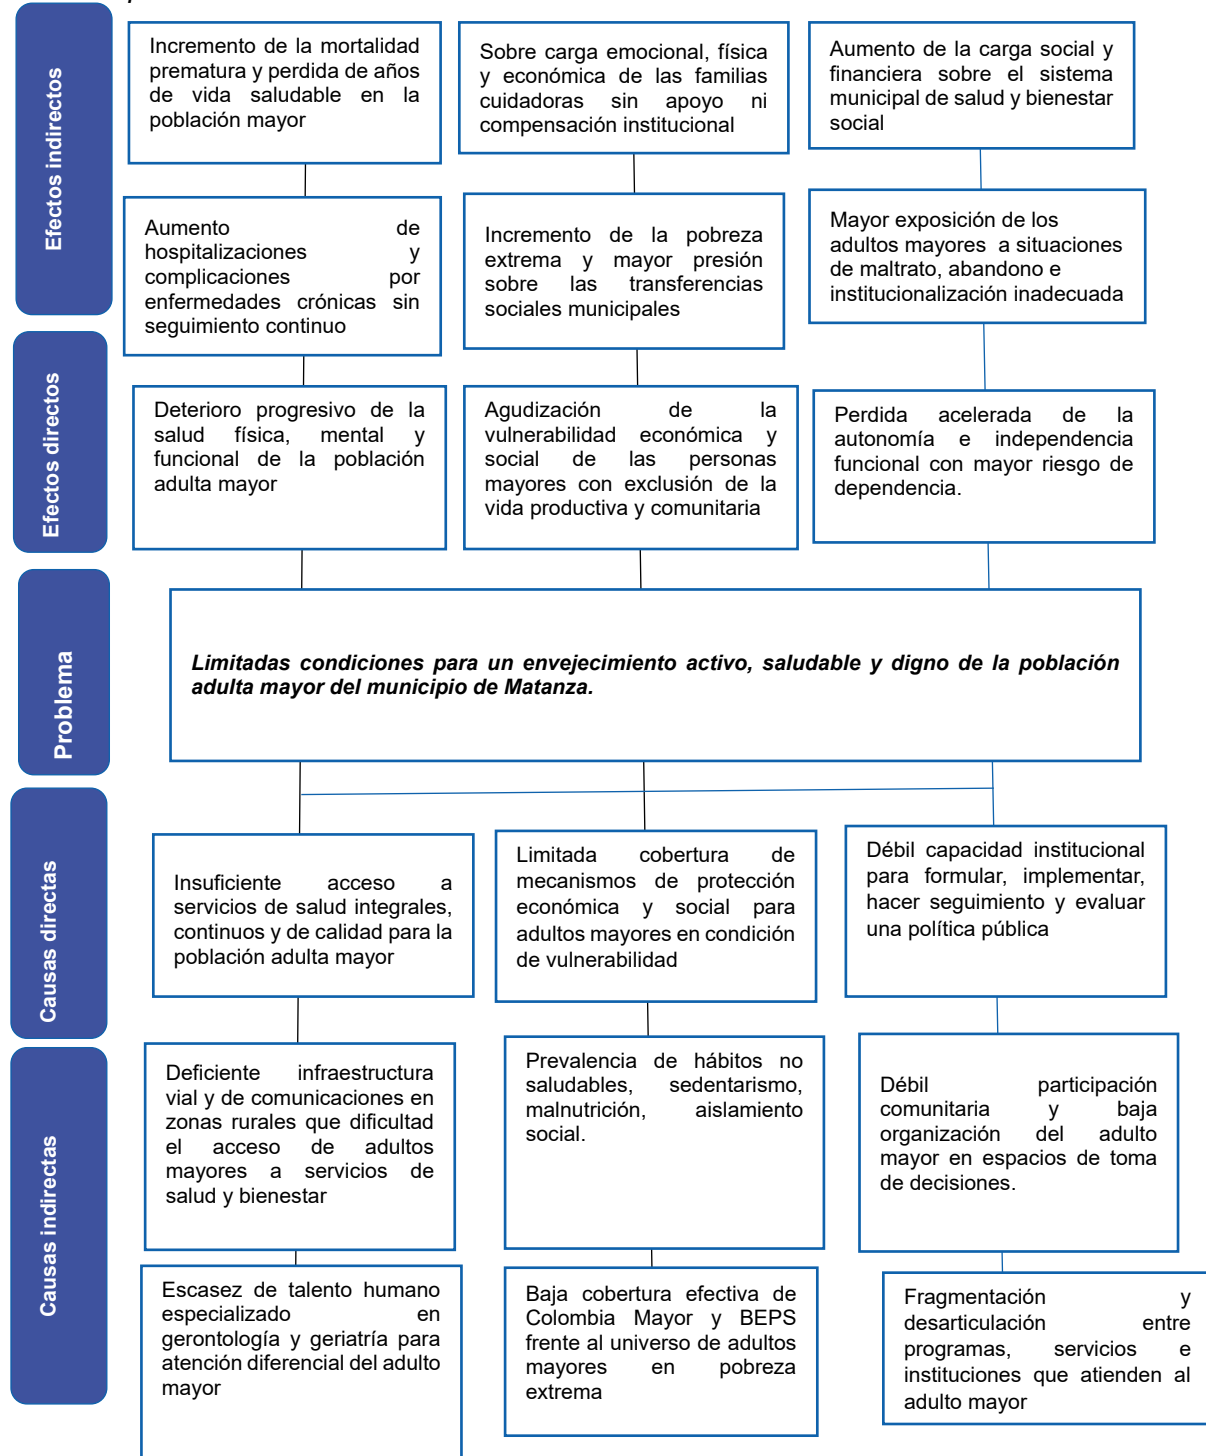 Efectos indirectos
Incremento de la mortalidad
prematura y perdida de años
de vida saludable en la
población mayor
Sobre carga emocional, física
y económica de las familias
cuidadoras sin apoyo ni
compensación institucional
Aumento de la carga social y
financiera sobre el sistema
municipal de salud y bienestar
social
Aumento de
hospitalizaciones y
complicaciones por
enfermedades crónicas sin
seguimiento continuo
Incremento de la pobreza
extrema y mayor presión
sobre las transferencias
sociales municipales
Mayor exposición de los
adultos mayores a situaciones
de maltrato, abandono e
institucionalización inadecuada
Efectos directos
Deterioro progresivo de la
salud física, mental y
funcional de la población
adulta mayor
Agudización de la
vulnerabilidad económica y
social de las personas
mayores con exclusión de la
vida productiva y comunitaria
Perdida acelerada de la
autonomía e independencia
funcional con mayor riesgo de
dependencia.
Problema
Limitadas condiciones para un envejecimiento activo, saludable y digno de la población
adulta mayor del municipio de Matanza.
Causas directas
Insuficiente acceso a
servicios de salud integrales,
continuos y de calidad para la
población adulta mayor
Limitada cobertura de
mecanismos de protección
económica y social para
adultos mayores en condición
de vulnerabilidad
Débil capacidad institucional
para formular, implementar,
hacer seguimiento y evaluar
una política pública
Causas indirectas
Deficiente infraestructura
vial y de comunicaciones en
zonas rurales que dificultad
el acceso de adultos
mayores a servicios de
salud y bienestar
Prevalencia de hábitos no
saludables, sedentarismo,
malnutrición, aislamiento
social.
Débil participación
comunitaria y baja
organización del adulto
mayor en espacios de toma
de decisiones.
Escasez de talento humano
especializado en
gerontología y geriatría para
atención diferencial del adulto
mayor
Baja cobertura efectiva de
Colombia Mayor y BEPS
frente al universo de adultos
mayores en pobreza
extrema
Fragmentación y
desarticulación entre
programas, servicios e
instituciones que atienden al
adulto mayor